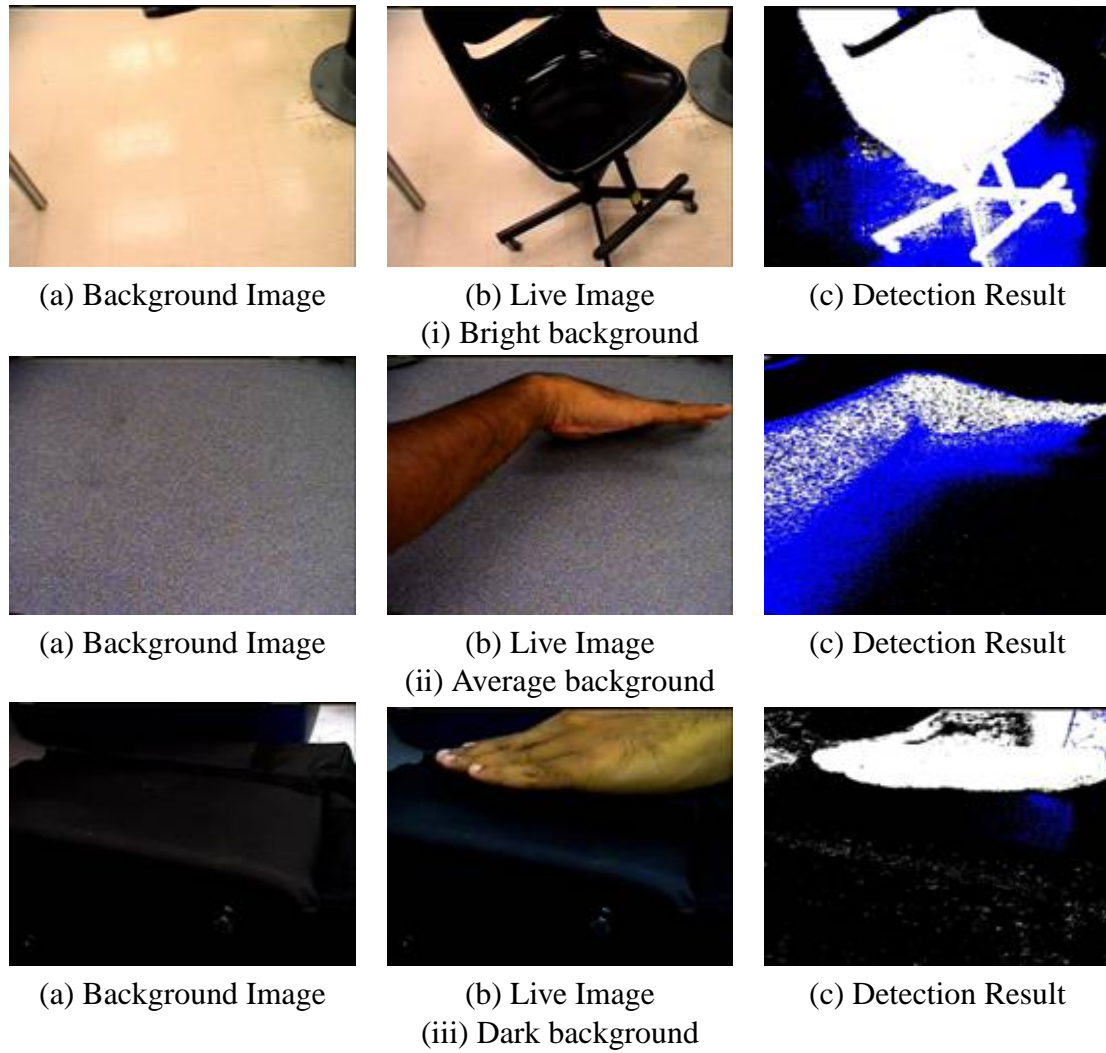 (a) Background Image (b) Live Image (c) Detection Result
(i) Bright background
(a) Background Image (b) Live Image (c) Detection Result
(ii) Average background
(a) Background Image (b) Live Image (c) Detection Result
(iii) Dark background